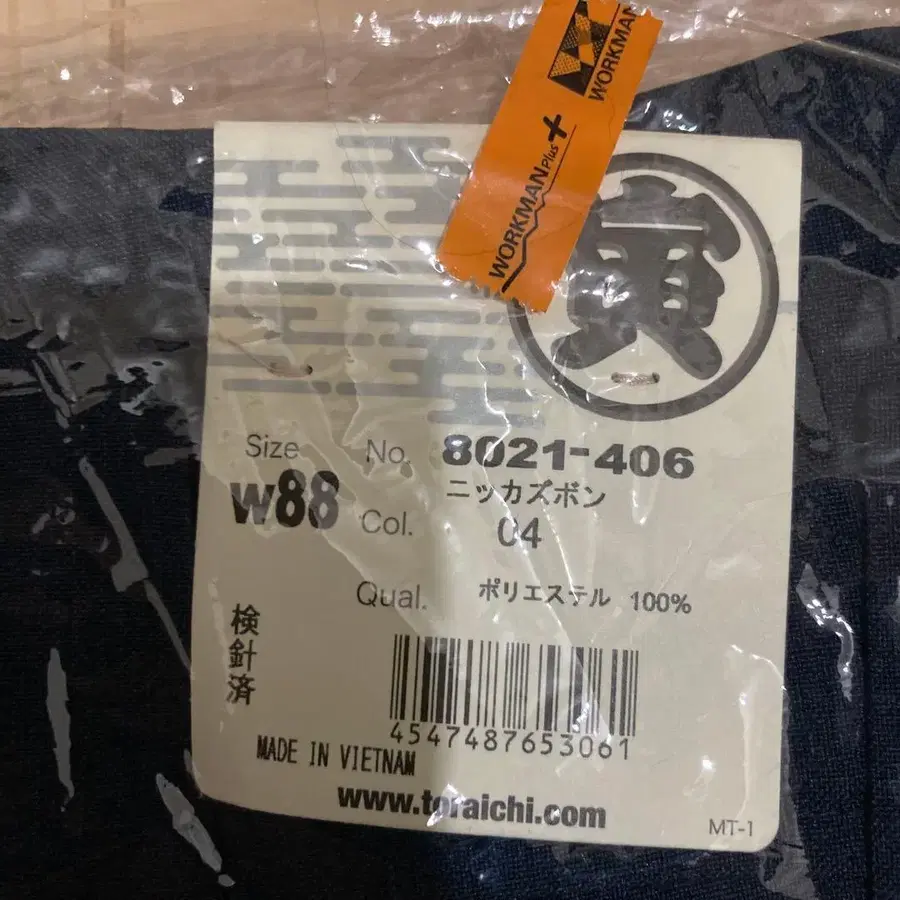 WORKMAN
WORKMAN Plus+
寅
Size
No.
8021-406
ニッカズボン
w88
Col.
04
Qual.
ポリエステル 100%
検針済
4547487653061
MADE IN VIETNAM
www.toraichi.com
MT-1